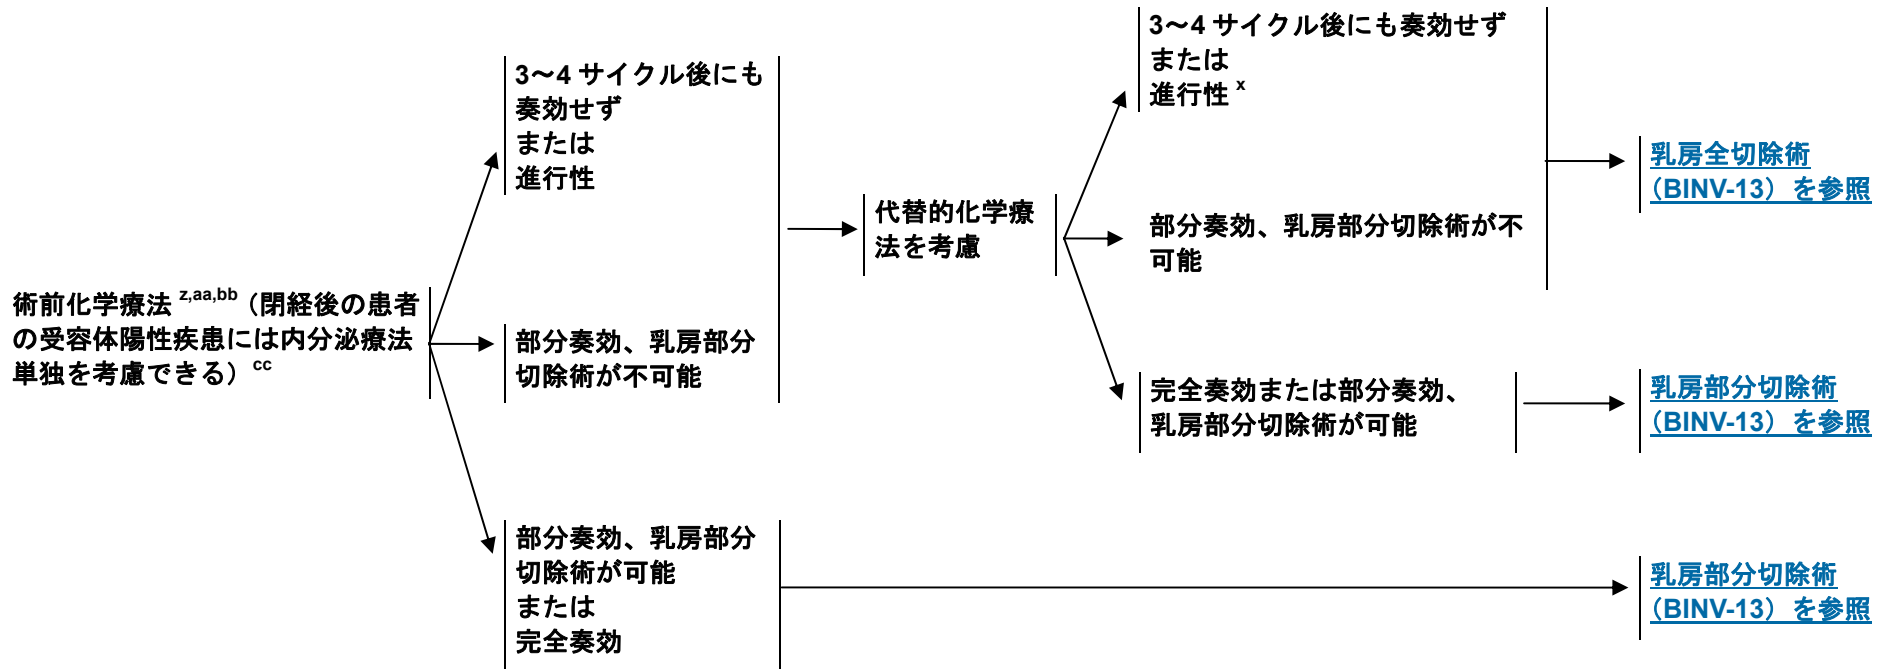 術前化学療法 z,aa,bb（閉経後の患者
の受容体陽性疾患には内分泌療法
単独を考慮できる）cc
3～4 サイクル後にも
奏効せず
または
進行性
部分奏効、乳房部分
切除術が不可能
部分奏効、乳房部分
切除術が可能
または
完全奏効
代替的化学療
法を考慮
3～4 サイクル後にも奏効せず
または
進行性 x
部分奏効、乳房部分切除術が不
可能
完全奏効または部分奏効、
乳房部分切除術が可能
乳房全切除術
（BINV-13）を参照
乳房部分切除術
（BINV-13）を参照
乳房部分切除術
（BINV-13）を参照